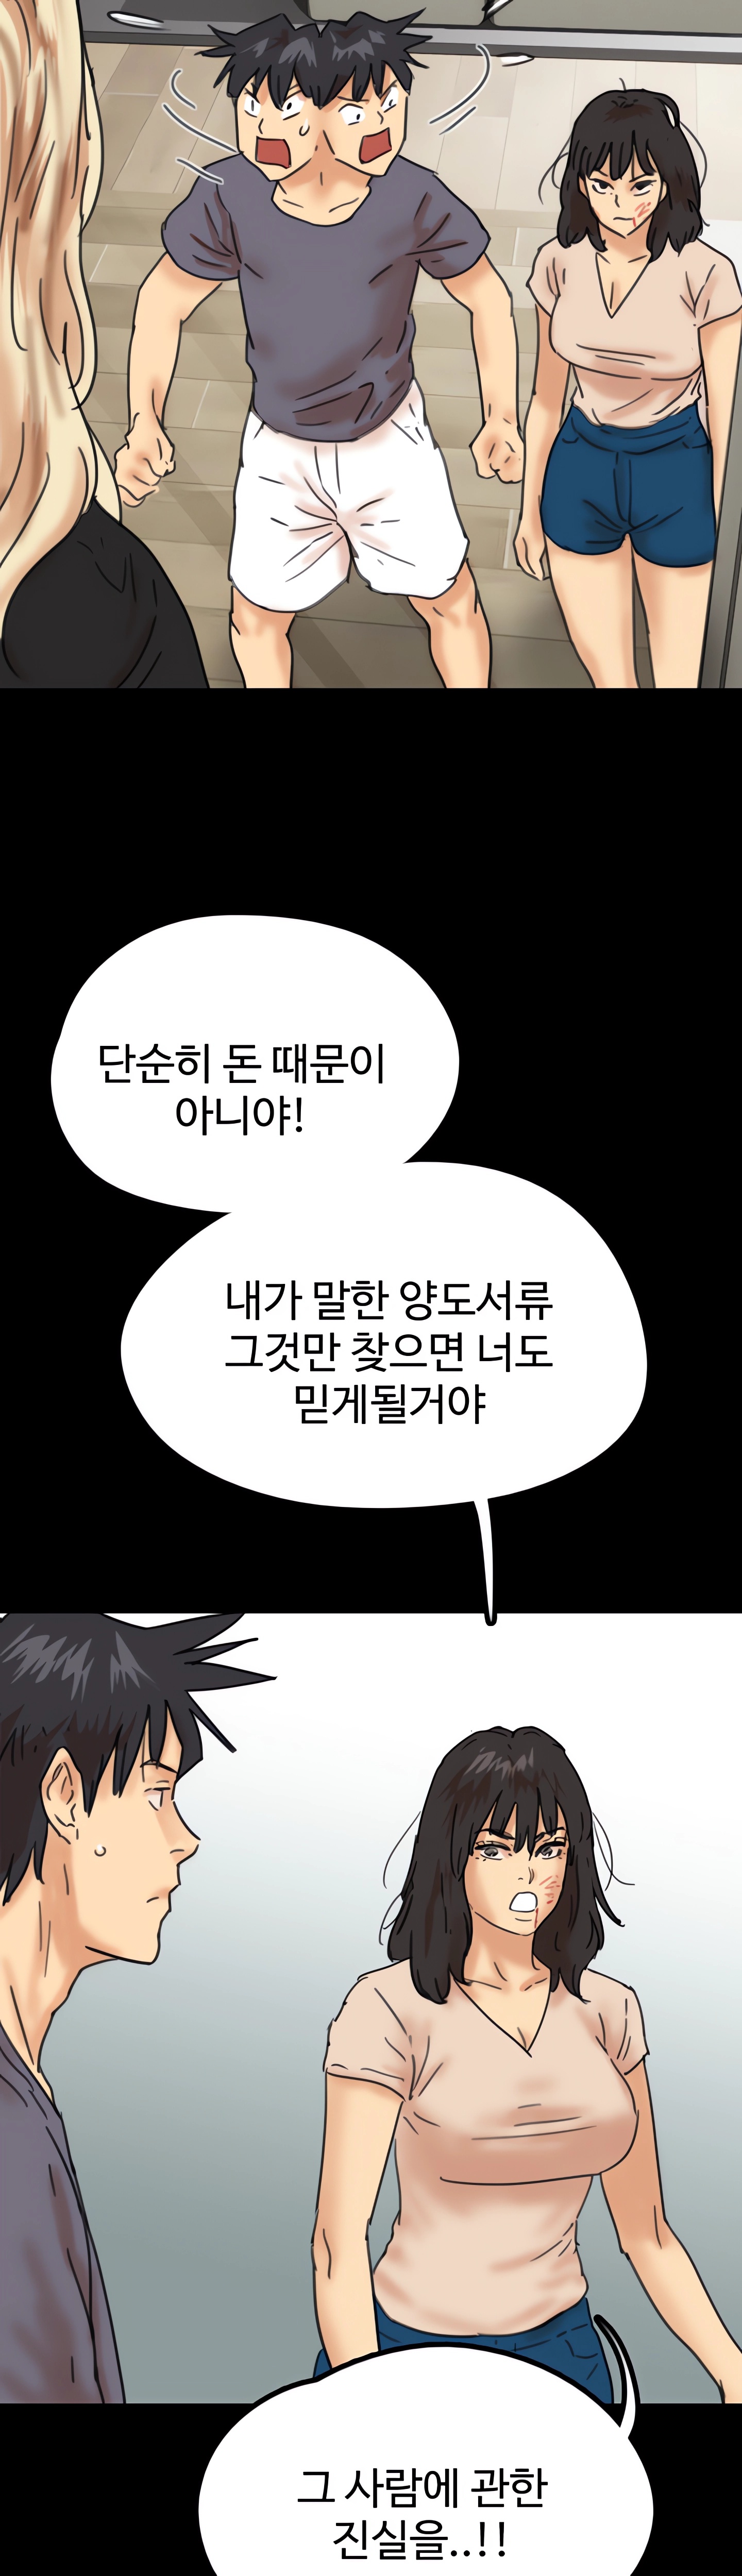 단순히 돈 때문이
아니야!
내가 말한 양도서류
그것만 찾으면 너도
믿게될거야
그 사람에 관한
진실을..!!